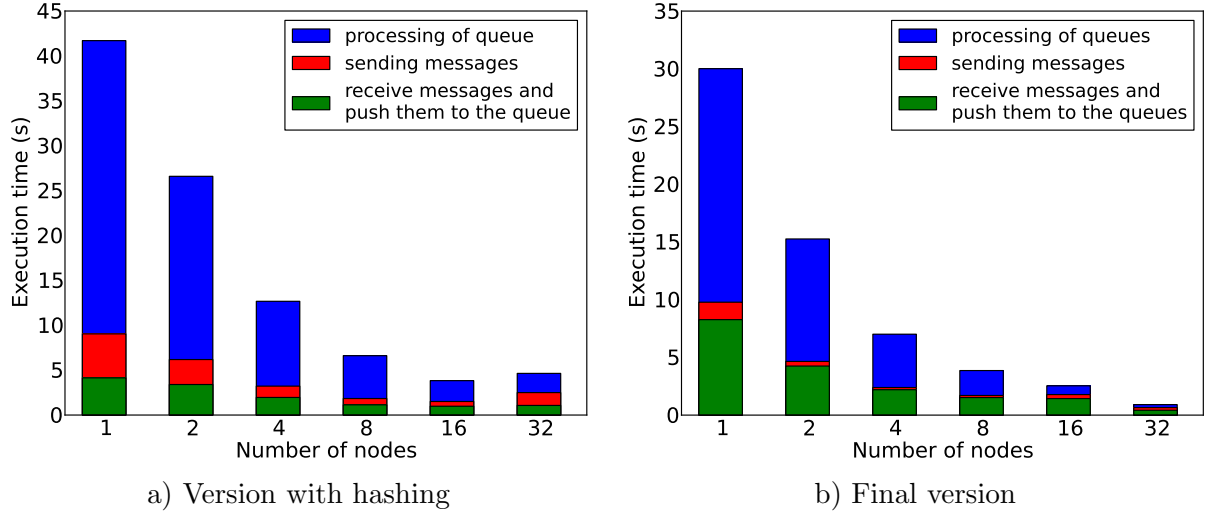 45
40
35
30
25
20
15
10
5
0
Execution time (s)
processing of queue
sending messages
receive messages and
push them to the queue
1 2 4 8 16 32
Number of nodes
a) Version with hashing
35
30
25
20
15
10
5
0
Execution time (s)
processing of queues
sending messages
receive messages and
push them to the queues
1 2 4 8 16 32
Number of nodes
b) Final version